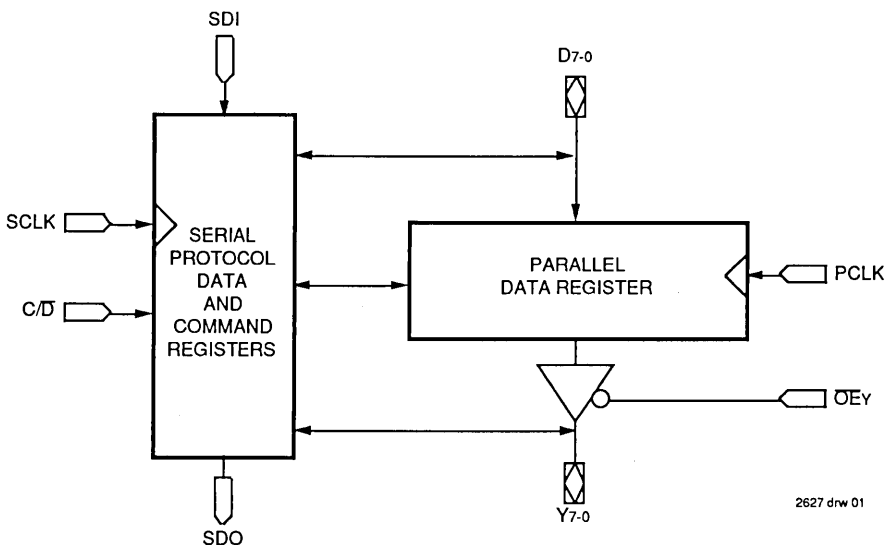 SDI
D7-0
SCLK
SERIAL
PROTOCOL
DATA
AND
COMMAND
REGISTERS
PARALLEL
DATA REGISTER
PCLK
C/D̅
O̅E̅Y
SDO
Y7-0
2627 drw 01